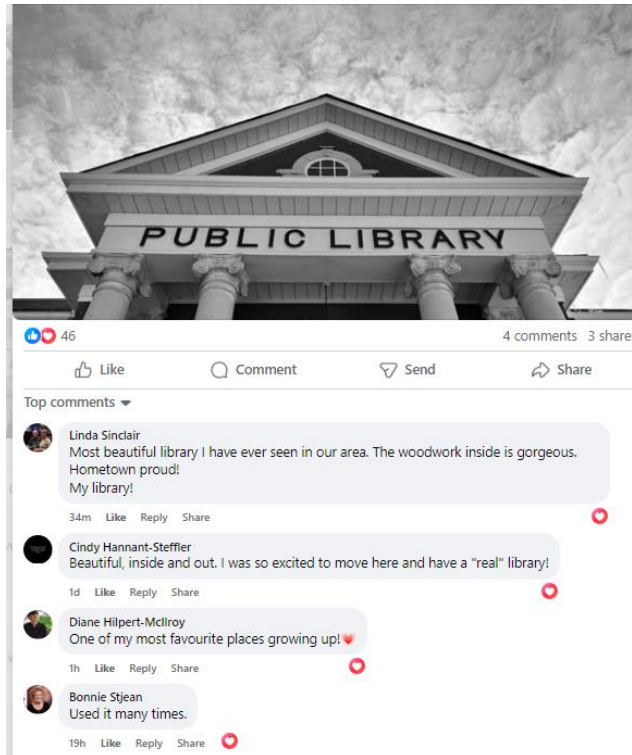 PUBLIC LIBRARY
46
4 comments 3 share
Like Comment Send Share
Top comments
Linda Sinclair
Most beautiful library I have ever seen in our area. The woodwork inside is gorgeous.
Hometown proud!
My library!
34m Like Reply Share
Cindy Hannant-Steffler
Beautiful, inside and out. I was so excited to move here and have a "real" library!
1d Like Reply Share
Diane Hilpert-McIlroy
One of my most favourite places growing up!
1h Like Reply Share
Bonnie Stjean
Used it many times.
19h Like Reply Share